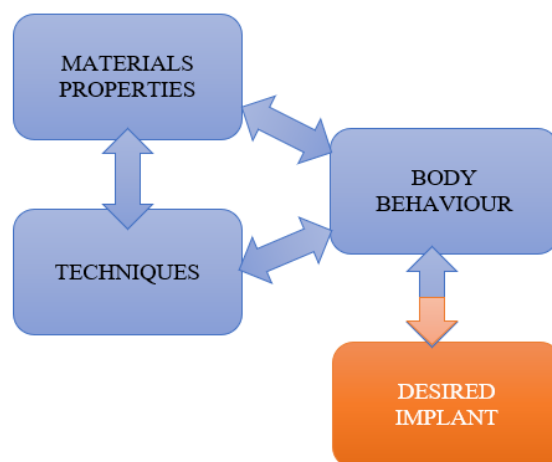 MATERIALS
PROPERTIES
BODY
BEHAVIOUR
TECHNIQUES
DESIRED
IMPLANT